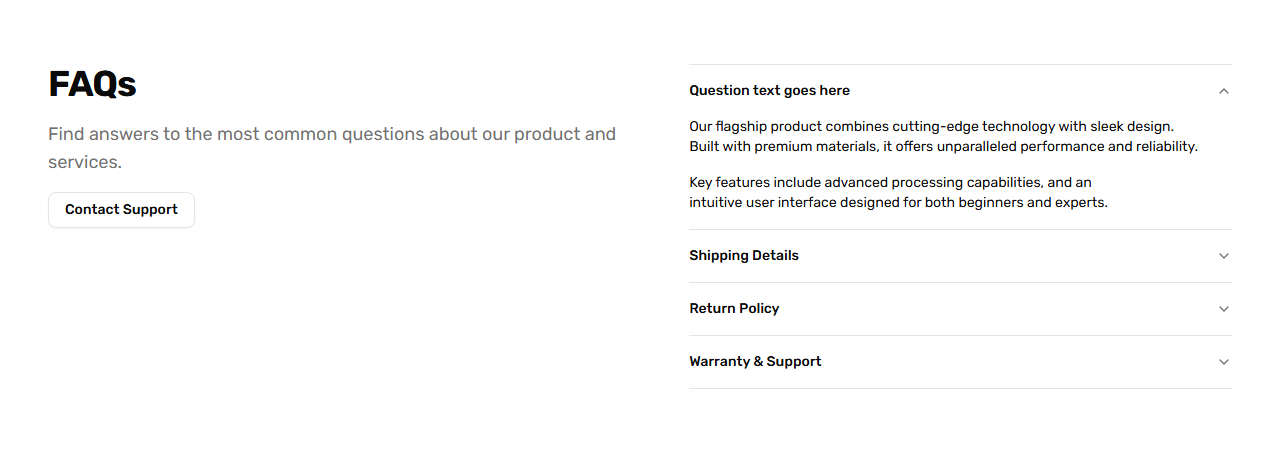 FAQs
Find answers to the most common questions about our product and
services.
Contact Support
Question text goes here
Our flagship product combines cutting-edge technology with sleek design.
Built with premium materials, it offers unparalleled performance and reliability.
Key features include advanced processing capabilities, and an
intuitive user interface designed for both beginners and experts.
Shipping Details
Return Policy
Warranty & Support